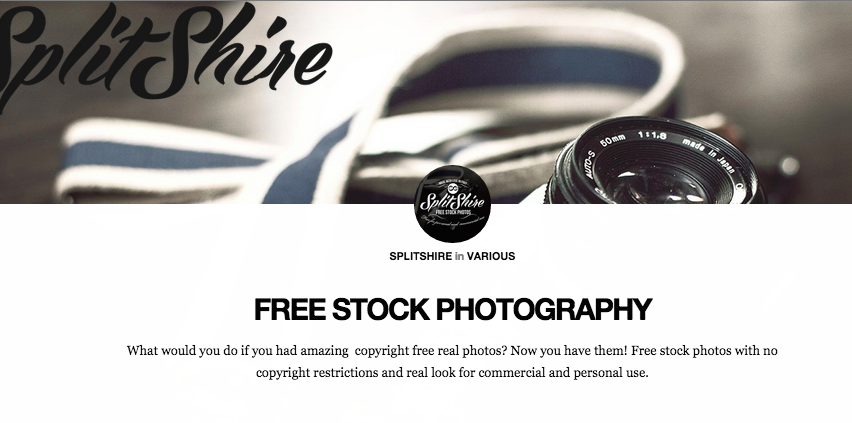 SplitShire
AUTO-S 50mm 1:1,8 made in Japan
SplitShire
FREE STOCK PHOTOS
SPLITSHIRE in VARIOUS
FREE STOCK PHOTOGRAPHY
What would you do if you had amazing copyright free real photos? Now you have them! Free stock photos with no
copyright restrictions and real look for commercial and personal use.